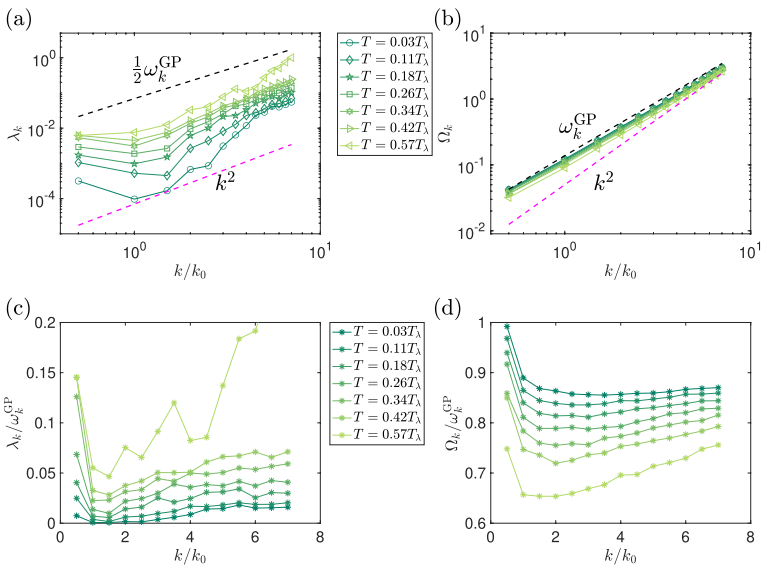 (a)
10^0
10^-2
10^-4
λ_k
1/2 ω_k^GP
k^2
10^0
10^1
k/k_0
T = 0.03T_λ
T = 0.11T_λ
T = 0.18T_λ
T = 0.26T_λ
T = 0.34T_λ
T = 0.42T_λ
T = 0.57T_λ
(b)
10^1
10^0
10^-1
10^-2
Ω_k
ω_k^GP
k^2
10^0
10^1
k/k_0
(c)
0.2
0.15
0.1
0.05
0
λ_k/ω_k^GP
0 2 4 6 8
k/k_0
T = 0.03T_λ
T = 0.11T_λ
T = 0.18T_λ
T = 0.26T_λ
T = 0.34T_λ
T = 0.42T_λ
T = 0.57T_λ
(d)
1
0.9
0.8
0.7
0.6
Ω_k/ω_k^GP
0 2 4 6 8
k/k_0